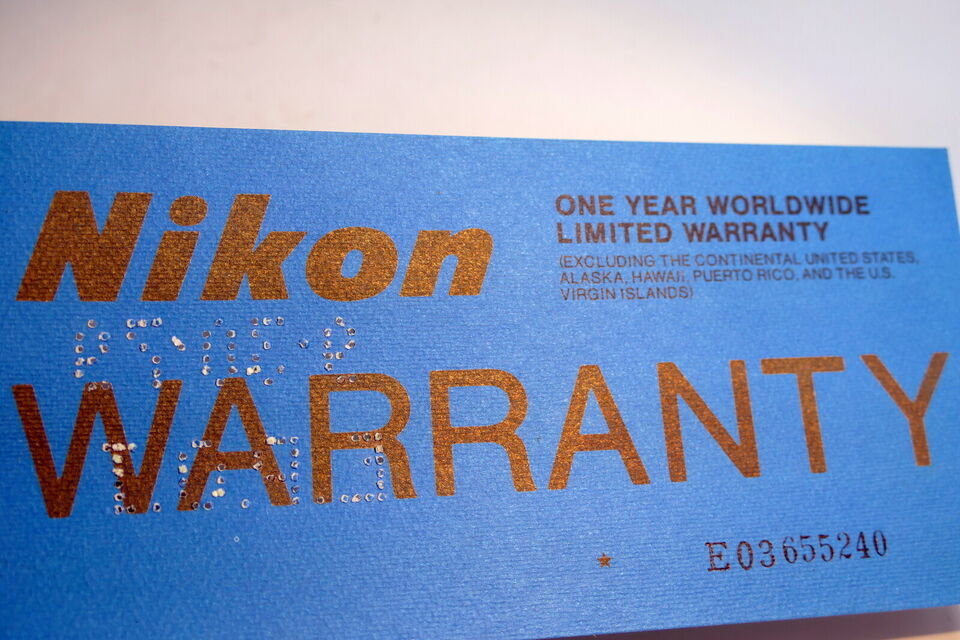 Nikon
ONE YEAR WORLDWIDE
LIMITED WARRANTY
(EXCLUDING THE CONTINENTAL UNITED STATES,
ALASKA, HAWAII, PUERTO RICO, AND THE U.S.
VIRGIN ISLANDS)
WARRANTY
E03655240